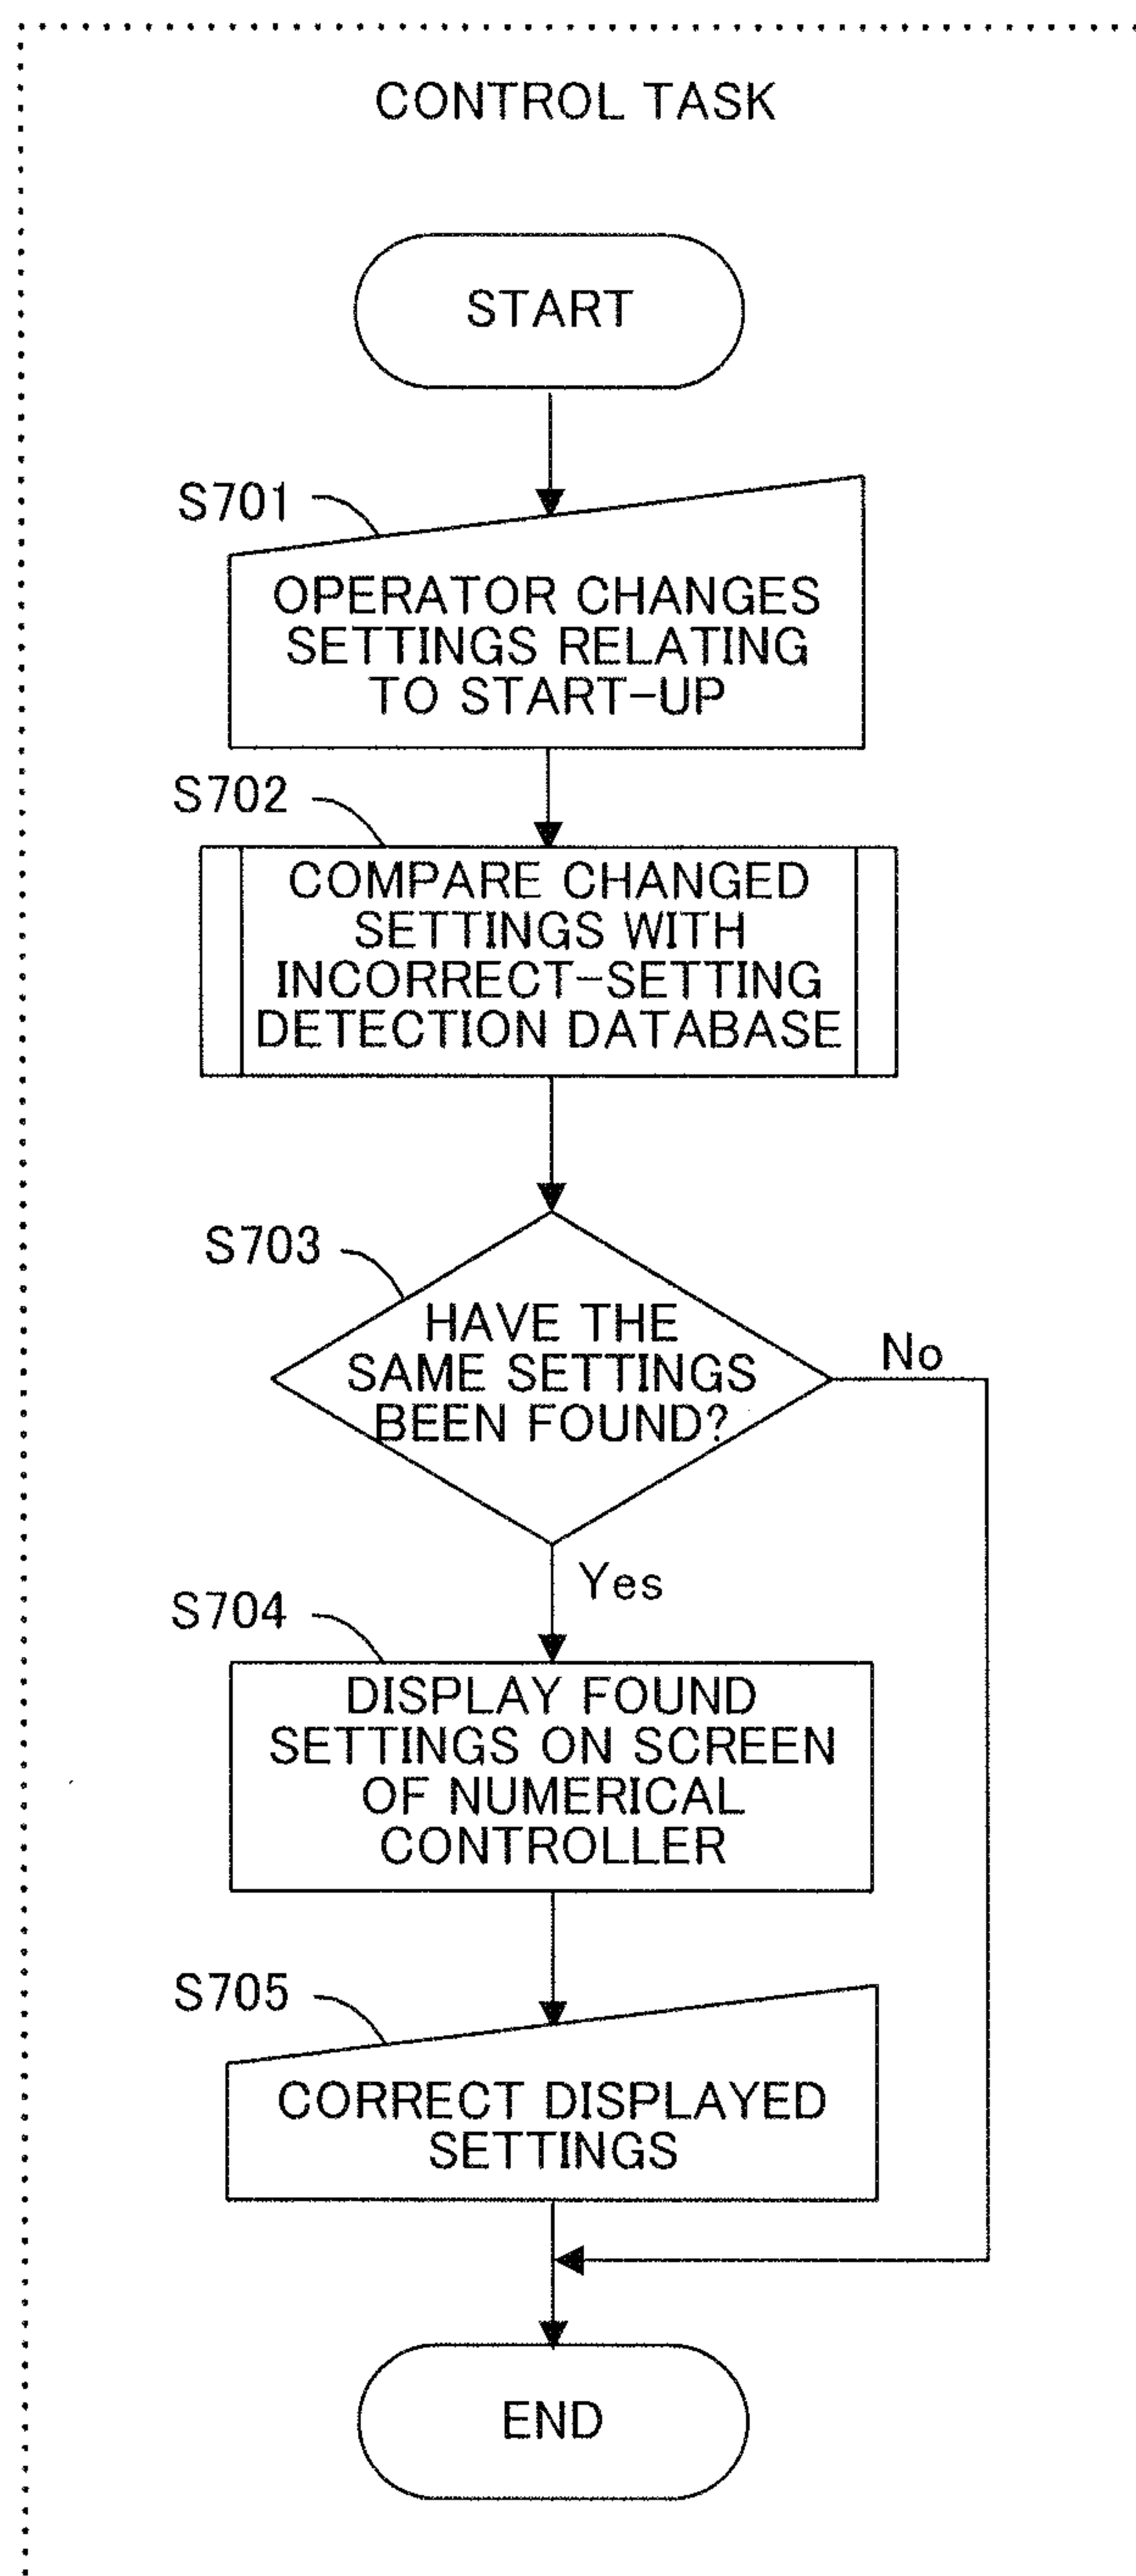 CONTROL TASK
START
S701
OPERATOR CHANGES
SETTINGS RELATING
TO START-UP
S702
COMPARE CHANGED
SETTINGS WITH
INCORRECT-SETTING
DETECTION DATABASE
S703
HAVE THE
SAME SETTINGS
BEEN FOUND?
No
Yes
S704
DISPLAY FOUND
SETTINGS ON SCREEN
OF NUMERICAL
CONTROLLER
S705
CORRECT DISPLAYED
SETTINGS
END